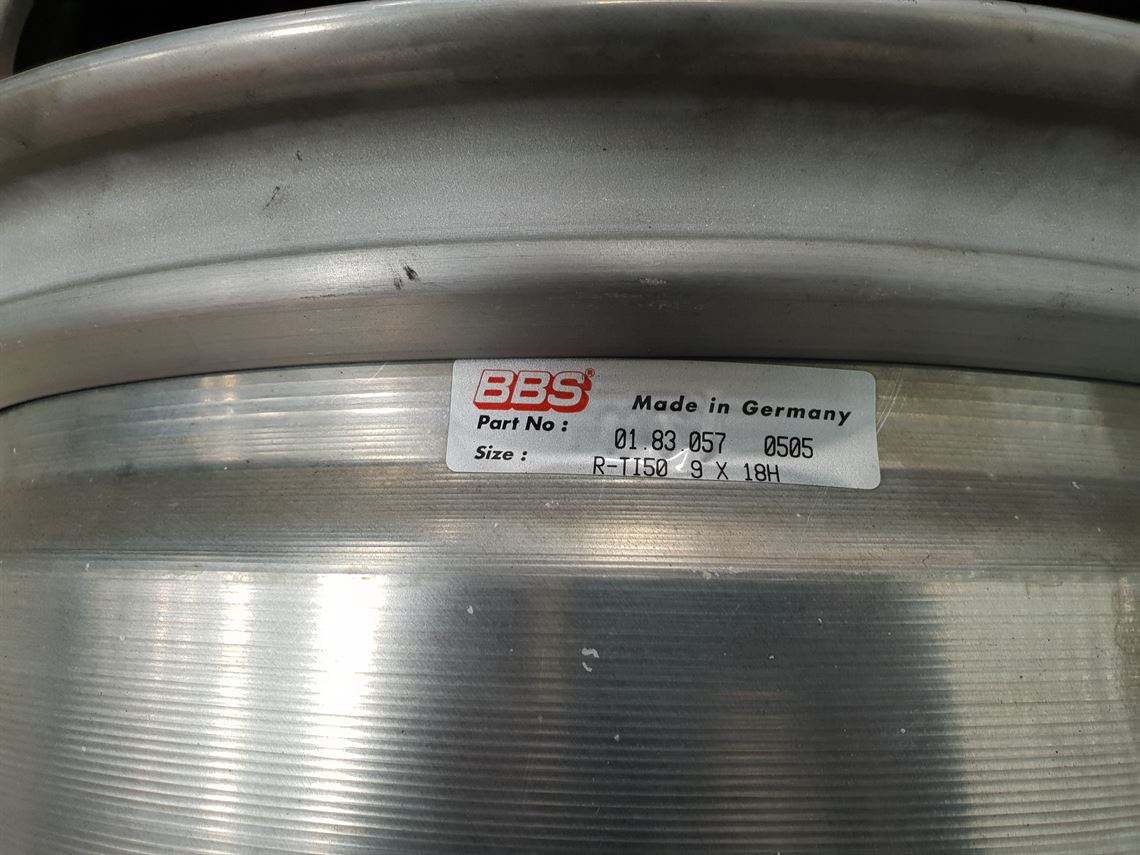 BBS® Made in Germany
Part No : 01.83 057 0505
Size : R-TI50 9 X 18H